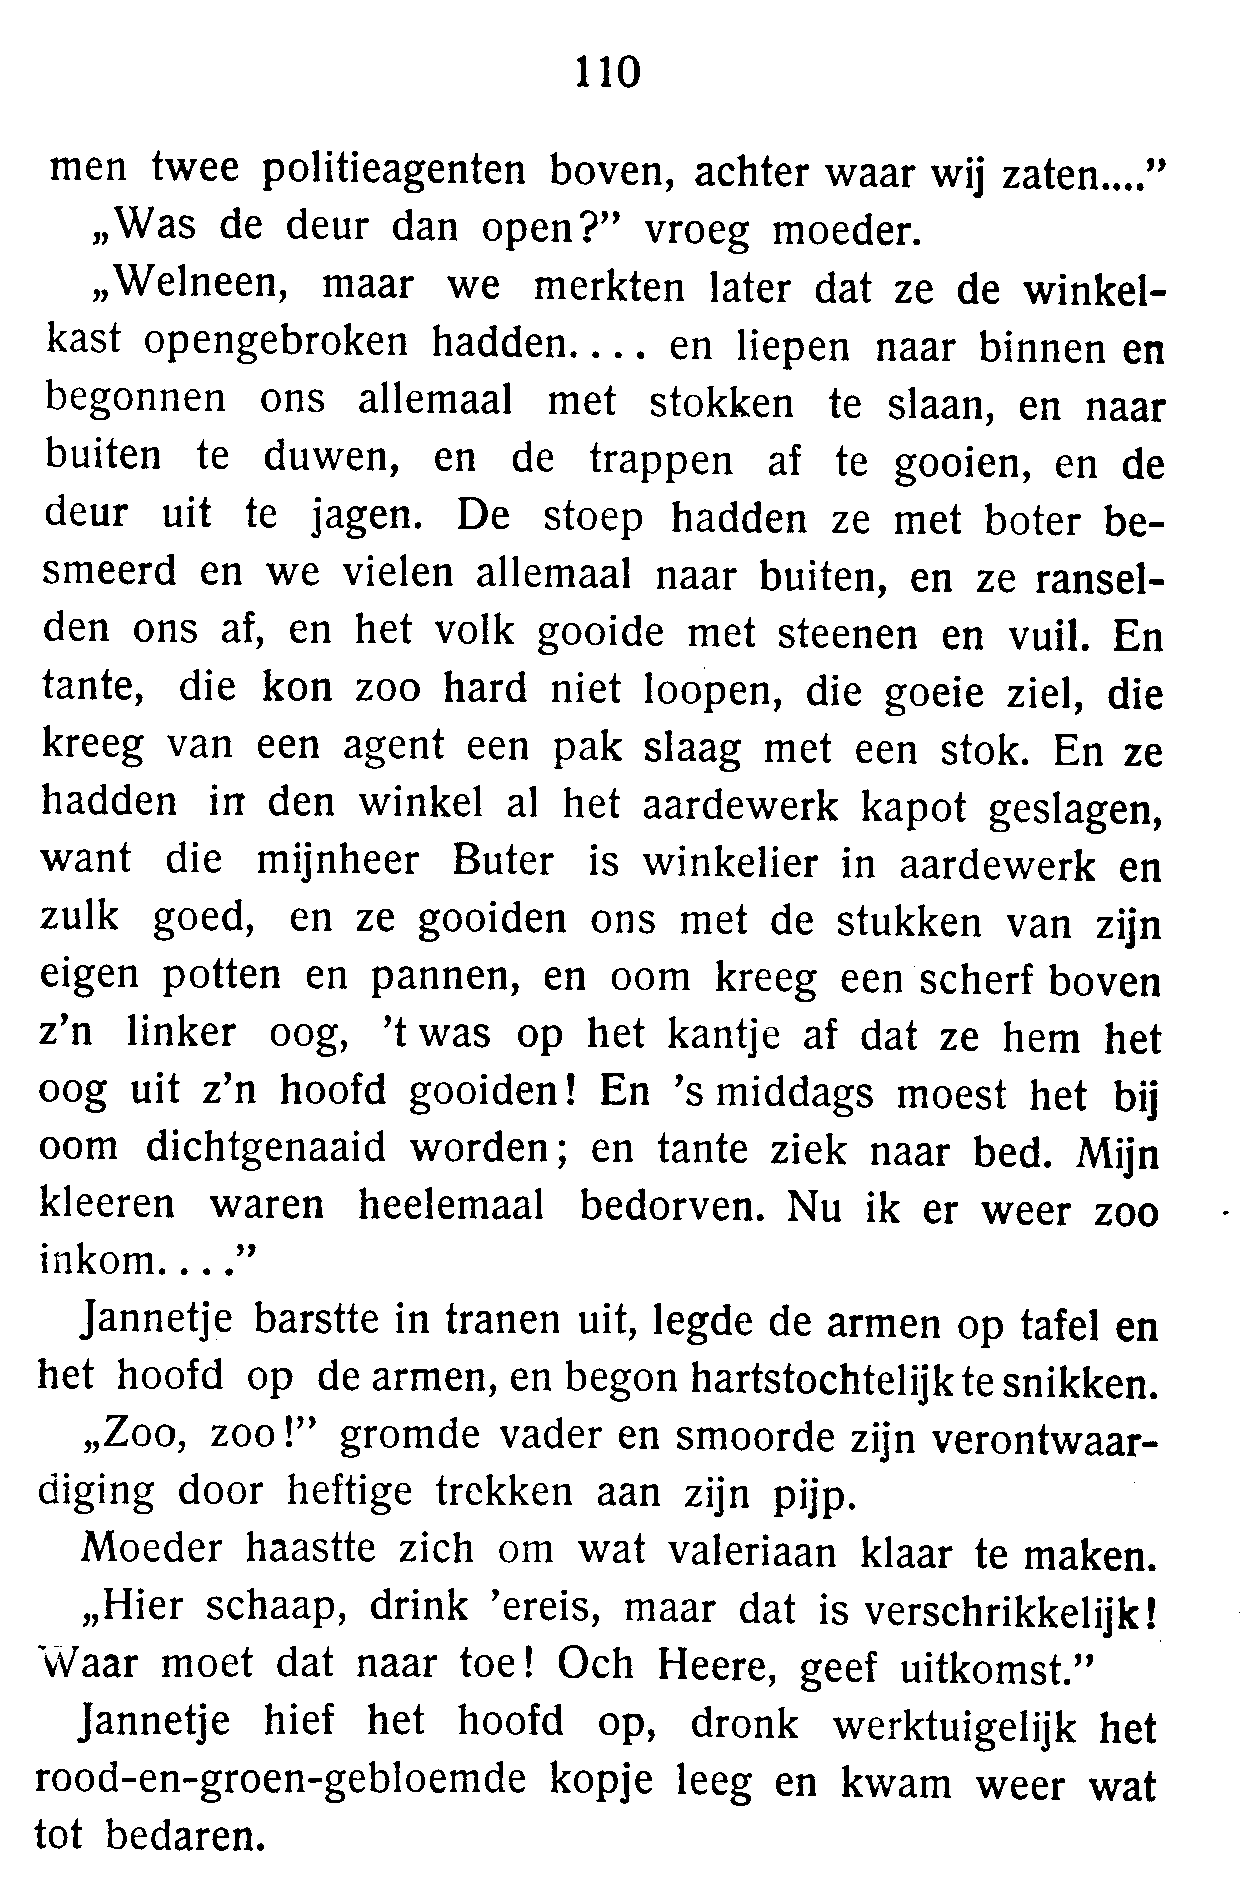 110
men twee politieagenten boven, achter waar wij zaten....”
„Was de deur dan open?” vroeg moeder.
„Welneen, maar we merkten later dat ze de winkel-
kast opengebroken hadden.... en liepen naar binnen en
begonnen ons allemaal met stokken te slaan, en naar
buiten te duwen, en de trappen af te gooien, en de
deur uit te jagen. De stoep hadden ze met boter be-
smeerd en we vielen allemaal naar buiten, en ze ransel-
den ons af, en het volk gooide met steenen en vuil. En
tante, die kon zoo hard niet loopen, die goeie ziel, die
kreeg van een agent een pak slaag met een stok. En ze
hadden in den winkel al het aardewerk kapot geslagen,
want die mijnheer Buter is winkelier in aardewerk en
zulk goed, en ze gooiden ons met de stukken van zijn
eigen potten en pannen, en oom kreeg een scherf boven
z’n linker oog, ’t was op het kantje af dat ze hem het
oog uit z’n hoofd gooiden! En ’s middags moest het bij
oom dichtgenaaid worden; en tante ziek naar bed. Mijn
kleeren waren heelemaal bedorven. Nu ik er weer zoo
inkom....”
Jannetje barstte in tranen uit, legde de armen op tafel en
het hoofd op de armen, en begon hartstochtelijk te snikken.
„Zoo, zoo!” gromde vader en smoorde zijn verontwaar-
diging door heftige trekken aan zijn pijp.
Moeder haastte zich om wat valeriaan klaar te maken.
„Hier schaap, drink ’ereis, maar dat is verschrikkelijk!
Waar moet dat naar toe! Och Heere, geef uitkomst.”
Jannetje hief het hoofd op, dronk werktuigelijk het
rood-en-groen-gebloemde kopje leeg en kwam weer wat
tot bedaren.